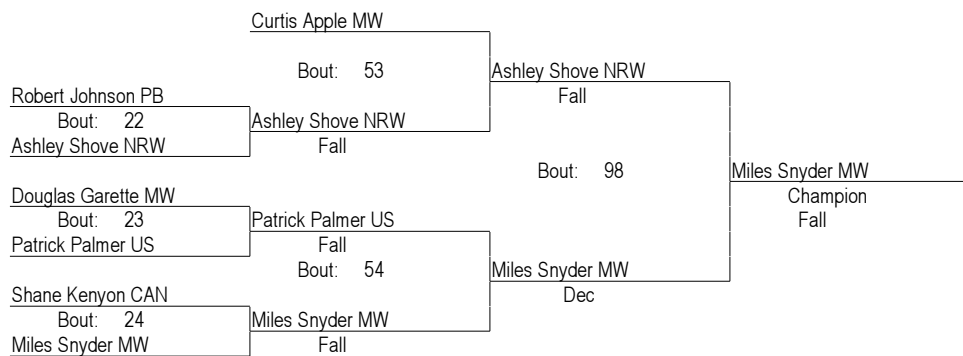 Curtis Apple MW
Bout: 53
Ashley Shove NRW
Fall
Robert Johnson PB
Bout: 22
Ashley Shove NRW
Ashley Shove NRW
Fall
Bout: 98
Miles Snyder MW
Champion
Fall
Douglas Garette MW
Bout: 23
Patrick Palmer US
Patrick Palmer US
Fall
Bout: 54
Miles Snyder MW
Dec
Shane Kenyon CAN
Bout: 24
Miles Snyder MW
Miles Snyder MW
Fall